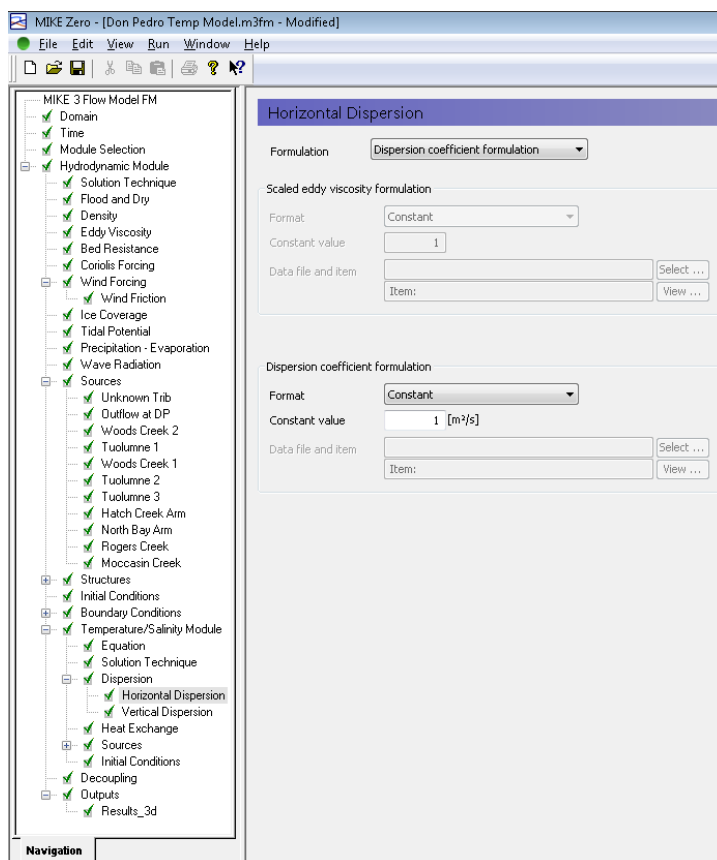 MIKE Zero - [Don Pedro Temp Model.m3fm - Modified]
File Edit View Run Window Help
MIKE 3 Flow Model FM
Domain
Time
Module Selection
Hydrodynamic Module
Solution Technique
Flood and Dry
Density
Eddy Viscosity
Bed Resistance
Coriolis Forcing
Wind Forcing
Wind Friction
Ice Coverage
Tidal Potential
Precipitation - Evaporation
Wave Radiation
Sources
Unknown Trib
Outflow at DP
Woods Creek 2
Tuolumne 1
Woods Creek 1
Tuolumne 2
Tuolumne 3
Hatch Creek Arm
North Bay Arm
Rogers Creek
Moccasin Creek
Structures
Initial Conditions
Boundary Conditions
Temperature/Salinity Module
Equation
Solution Technique
Dispersion
Horizontal Dispersion
Vertical Dispersion
Heat Exchange
Sources
Initial Conditions
Decoupling
Outputs
Results_3d
Navigation
Horizontal Dispersion
Formulation Dispersion coefficient formulation
Scaled eddy viscosity formulation
Format Constant
Constant value 1
Data file and item Select ...
Item: View ...
Dispersion coefficient formulation
Format Constant
Constant value 1 [m²/s]
Data file and item Select ...
Item: View ...